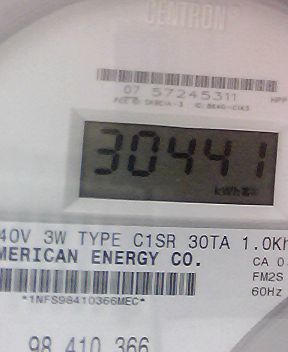 CENTRON
07 57245311
30441
kWh
40V 3W TYPE C1SR 30TA 1.0Kh
MERICAN ENERGY CO.
CA 0
FM2S
*1NFS98410366MEC*
60Hz
98 410 366